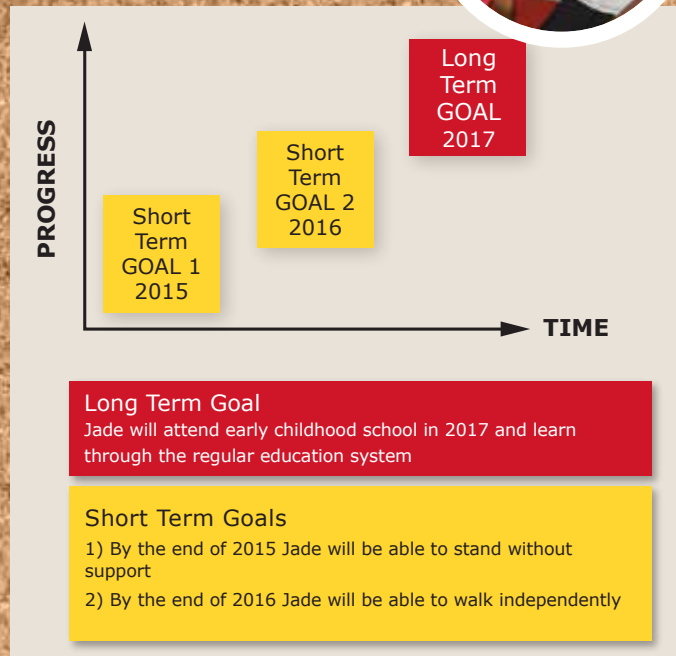 Long
Term
GOAL
2017
Short
Term
GOAL 2
2016
Short
Term
GOAL 1
2015
PROGRESS
TIME
Long Term Goal
Jade will attend early childhood school in 2017 and learn
through the regular education system
Short Term Goals
1) By the end of 2015 Jade will be able to stand without
support
2) By the end of 2016 Jade will be able to walk independently